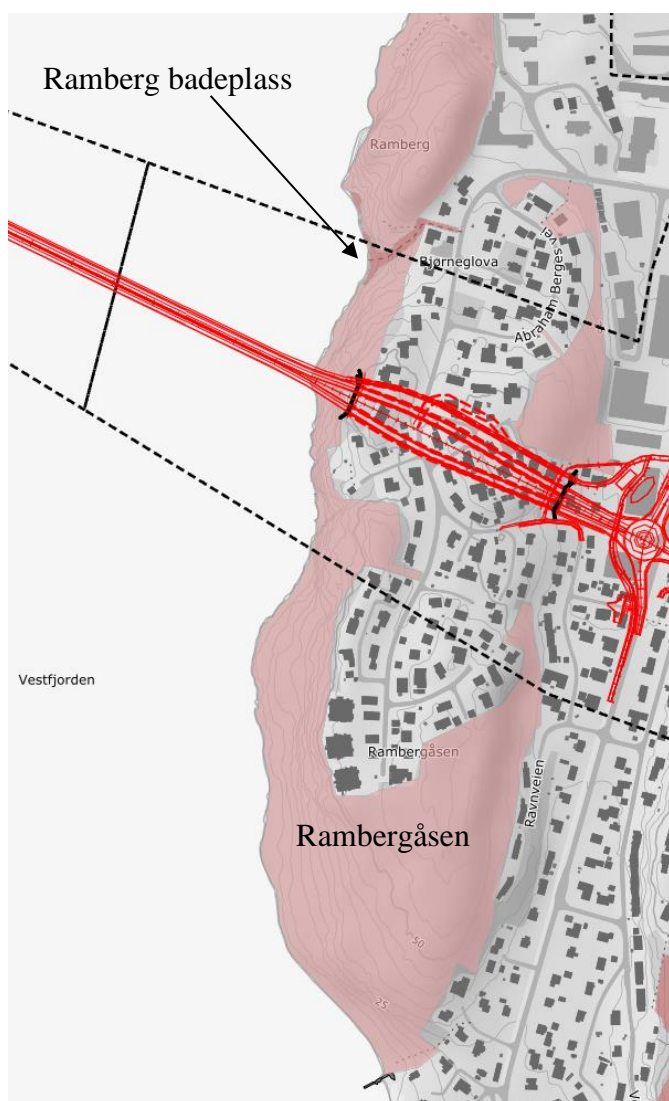 Ramberg badeplass
Ramberg
Bjørneglova
Abraham Berges vei
Vestfjorden
Rambergåsen
Ravnveien
Rambergåsen
50
25